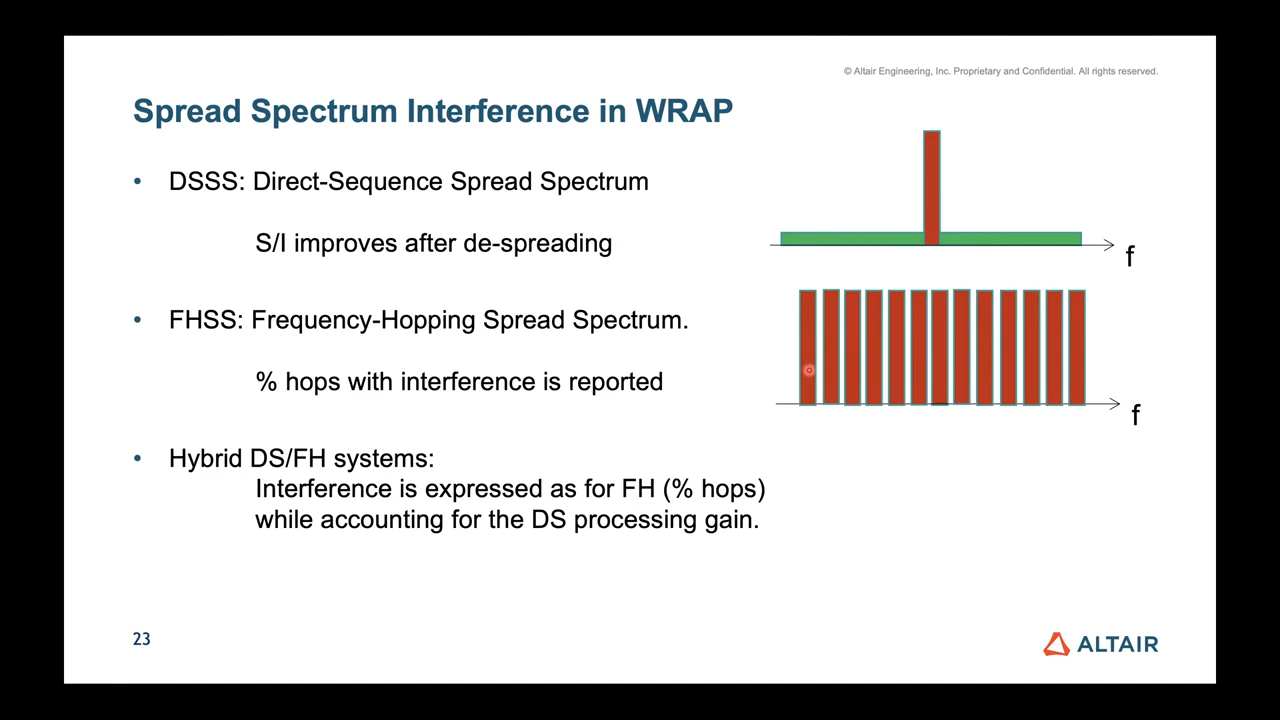 © Altair Engineering, Inc. Proprietary and Confidential. All rights reserved.
Spread Spectrum Interference in WRAP
• DSSS: Direct-Sequence Spread Spectrum
S/I improves after de-spreading
f
• FHSS: Frequency-Hopping Spread Spectrum.
% hops with interference is reported
f
• Hybrid DS/FH systems:
Interference is expressed as for FH (% hops)
while accounting for the DS processing gain.
23
ALTAIR